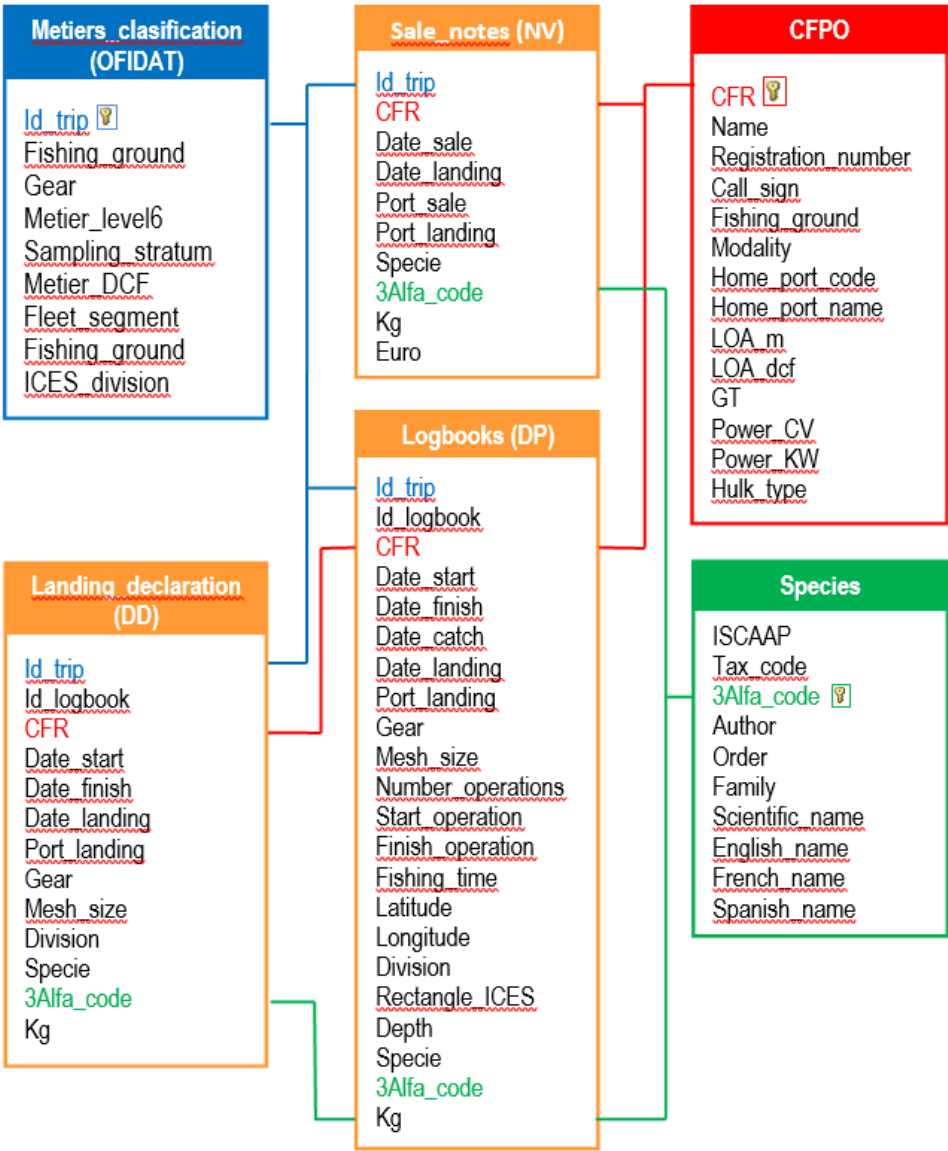 Metiers_clasification
(OFIDAT)
Id_trip
Fishing_ground
Gear
Metier_level6
Sampling_stratum
Metier_DCF
Fleet_segment
Fishing_ground
ICES_division
Sale_notes (NV)
Id_trip
CFR
Date_sale
Date_landing
Port_sale
Port_landing
Specie
3Alfa_code
Kg
Euro
CFPO
CFR
Name
Registration_number
Call_sign
Fishing_ground
Modality
Home_port_code
Home_port_name
LOA_m
LOA_dcf
GT
Power_CV
Power_KW
Hulk_type
Landing_declaration
(DD)
Id_trip
Id_logbook
CFR
Date_start
Date_finish
Date_landing
Port_landing
Gear
Mesh_size
Division
Specie
3Alfa_code
Kg
Logbooks (DP)
Id_trip
Id_logbook
CFR
Date_start
Date_finish
Date_catch
Date_landing
Port_landing
Gear
Mesh_size
Number_operations
Start_operation
Finish_operation
Fishing_time
Latitude
Longitude
Division
Rectangle_ICES
Depth
Specie
3Alfa_code
Kg
Species
ISCAAP
Tax_code
3Alfa_code
Author
Order
Family
Scientific_name
English_name
French_name
Spanish_name